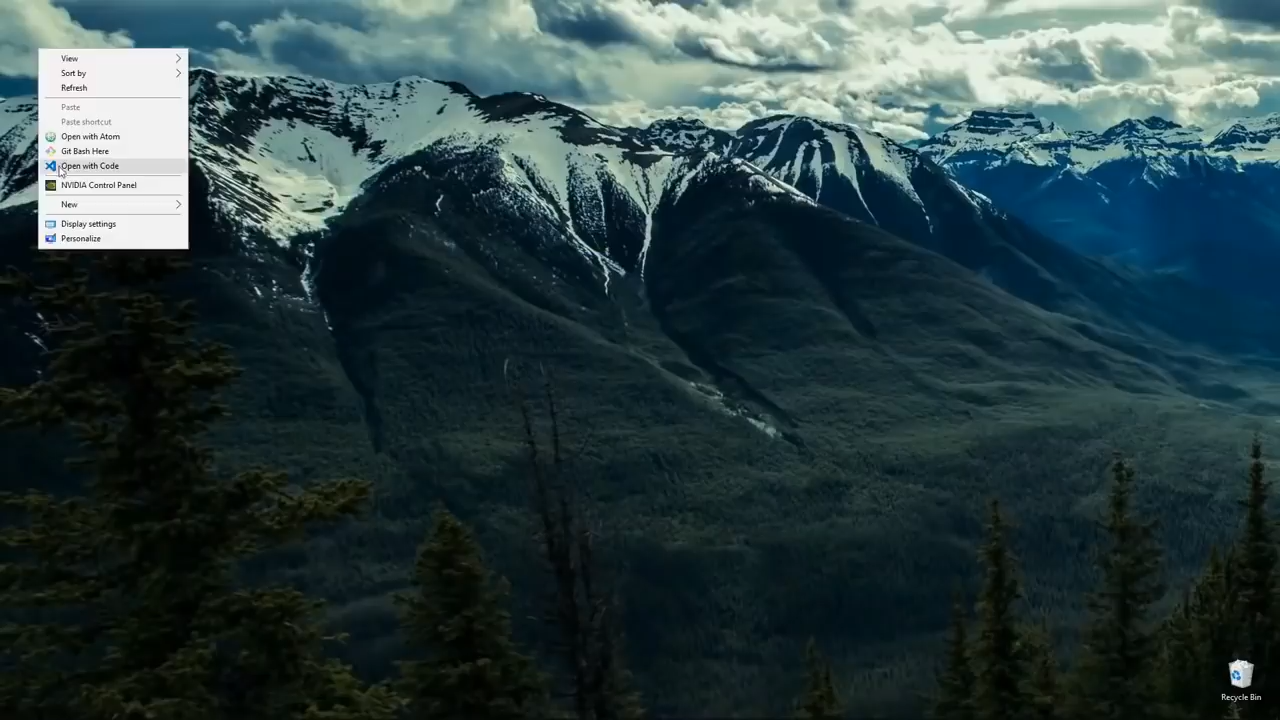 View
Sort by
Refresh
Paste
Paste shortcut
Open with Atom
Git Bash Here
Open with Code
NVIDIA Control Panel
New
Display settings
Personalize
Recycle Bin